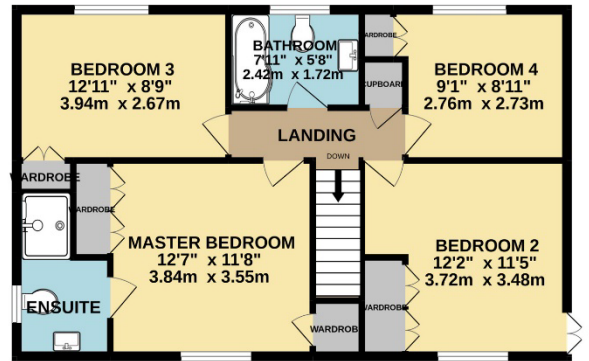 BEDROOM 3
12'11" x 8'9"
3.94m x 2.67m
BATHROOM
7'11" x 5'8"
2.42m x 1.72m
WARDROBE
CUPBOARD
BEDROOM 4
9'1" x 8'11"
2.76m x 2.73m
LANDING
DOWN
WARDROBE
WARDROBE
MASTER BEDROOM
12'7" x 11'8"
3.84m x 3.55m
ENSUITE
WARDROBE
BEDROOM 2
12'2" x 11'5"
3.72m x 3.48m
WARDROBE